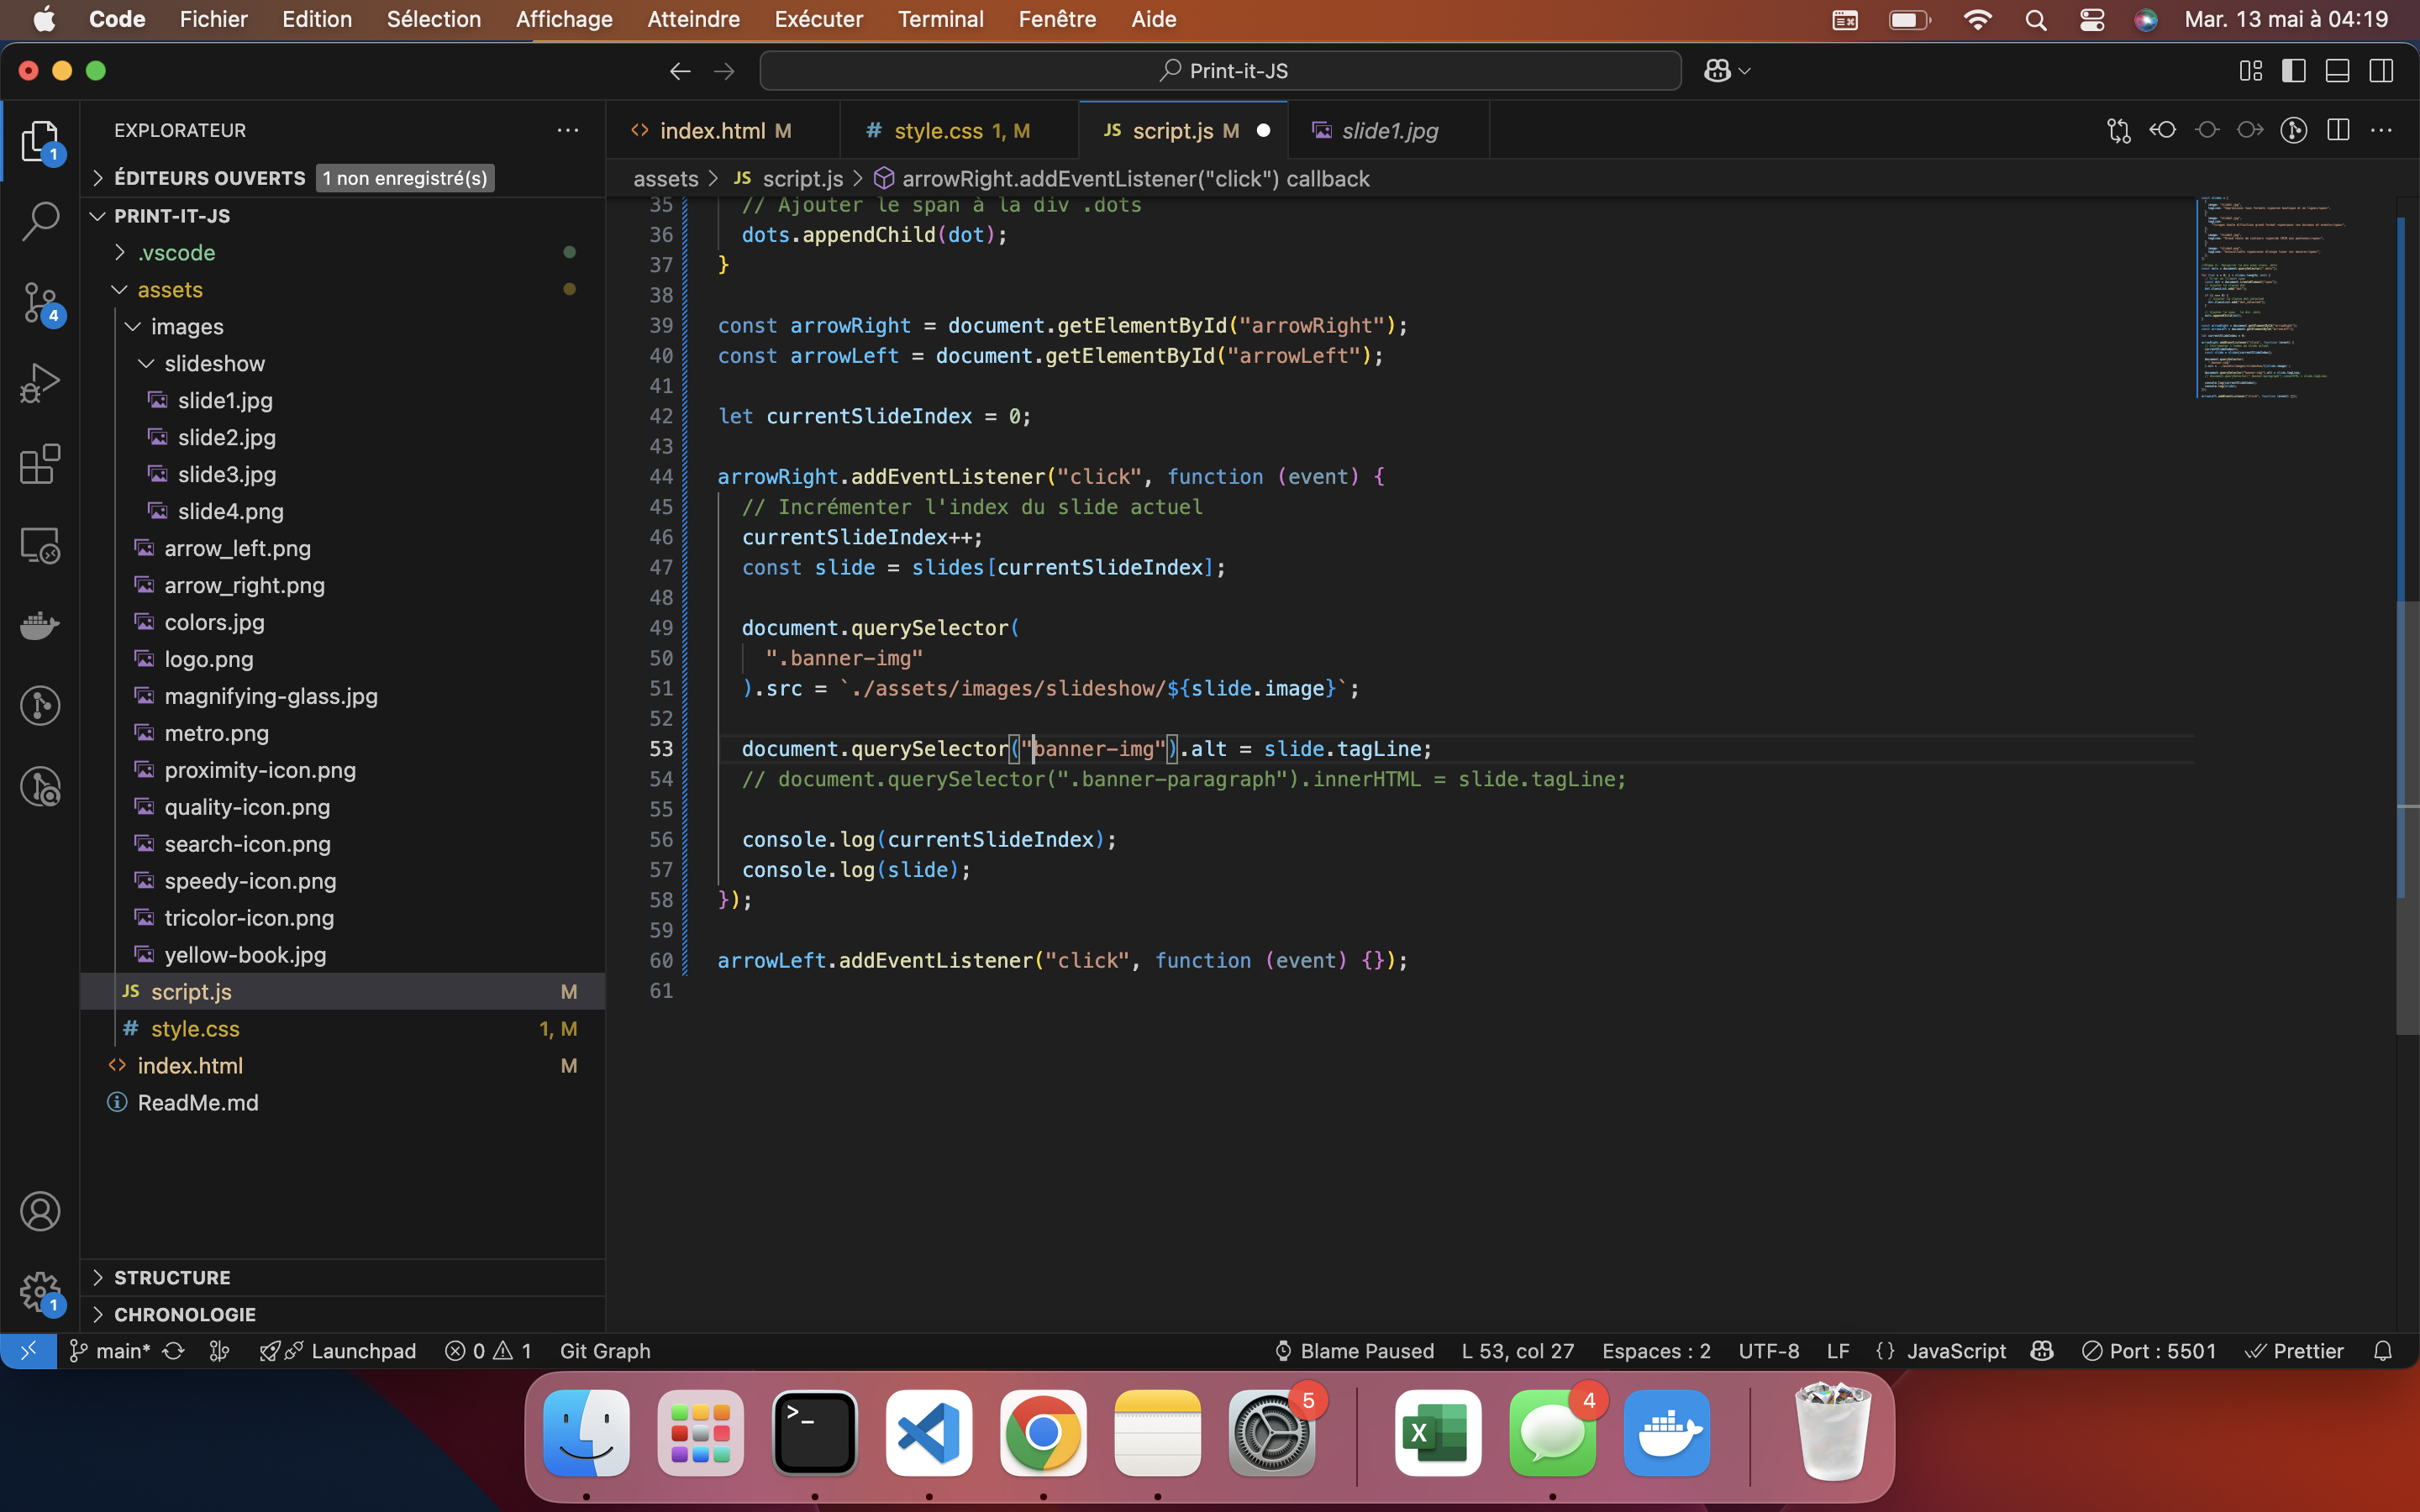 Code Fichier Edition Sélection Affichage Atteindre Exécuter Terminal Fenêtre Aide Mar. 13 mai à 04:19
Print-it-JS
EXPLORATEUR
ÉDITEURS OUVERTS 1 non enregistré(s)
PRINT-IT-JS
.vscode
assets
images
slideshow
slide1.jpg
slide2.jpg
slide3.jpg
slide4.png
arrow_left.png
arrow_right.png
colors.jpg
logo.png
magnifying-glass.jpg
metro.png
proximity-icon.png
quality-icon.png
search-icon.png
speedy-icon.png
tricolor-icon.png
yellow-book.jpg
JS script.js M
# style.css 1, M
<> index.html M
ReadMe.md
STRUCTURE
CHRONOLOGIE
1
4
1
<> index.html M # style.css 1, M JS script.js M slide1.jpg
assets > JS script.js > arrowRight.addEventListener("click") callback
35 // Ajouter le span à la div .dots
36 dots.appendChild(dot);
37 }
38
39 const arrowRight = document.getElementById("arrowRight");
40 const arrowLeft = document.getElementById("arrowLeft");
41
42 let currentSlideIndex = 0;
43
44 arrowRight.addEventListener("click", function (event) {
45 // Incrémenter l'index du slide actuel
46 currentSlideIndex++;
47 const slide = slides[currentSlideIndex];
48
49 document.querySelector(
50 ".banner-img"
51 ).src = `./assets/images/slideshow/${slide.image}`;
52
53 document.querySelector("banner-img").alt = slide.tagLine;
54 // document.querySelector(".banner-paragraph").innerHTML = slide.tagLine;
55
56 console.log(currentSlideIndex);
57 console.log(slide);
58 });
59
60 arrowLeft.addEventListener("click", function (event) {});
61
main* Launchpad 0 1 Git Graph Blame Paused L 53, col 27 Espaces : 2 UTF-8 LF {} JavaScript Port : 5501 Prettier
>_
5
X
4